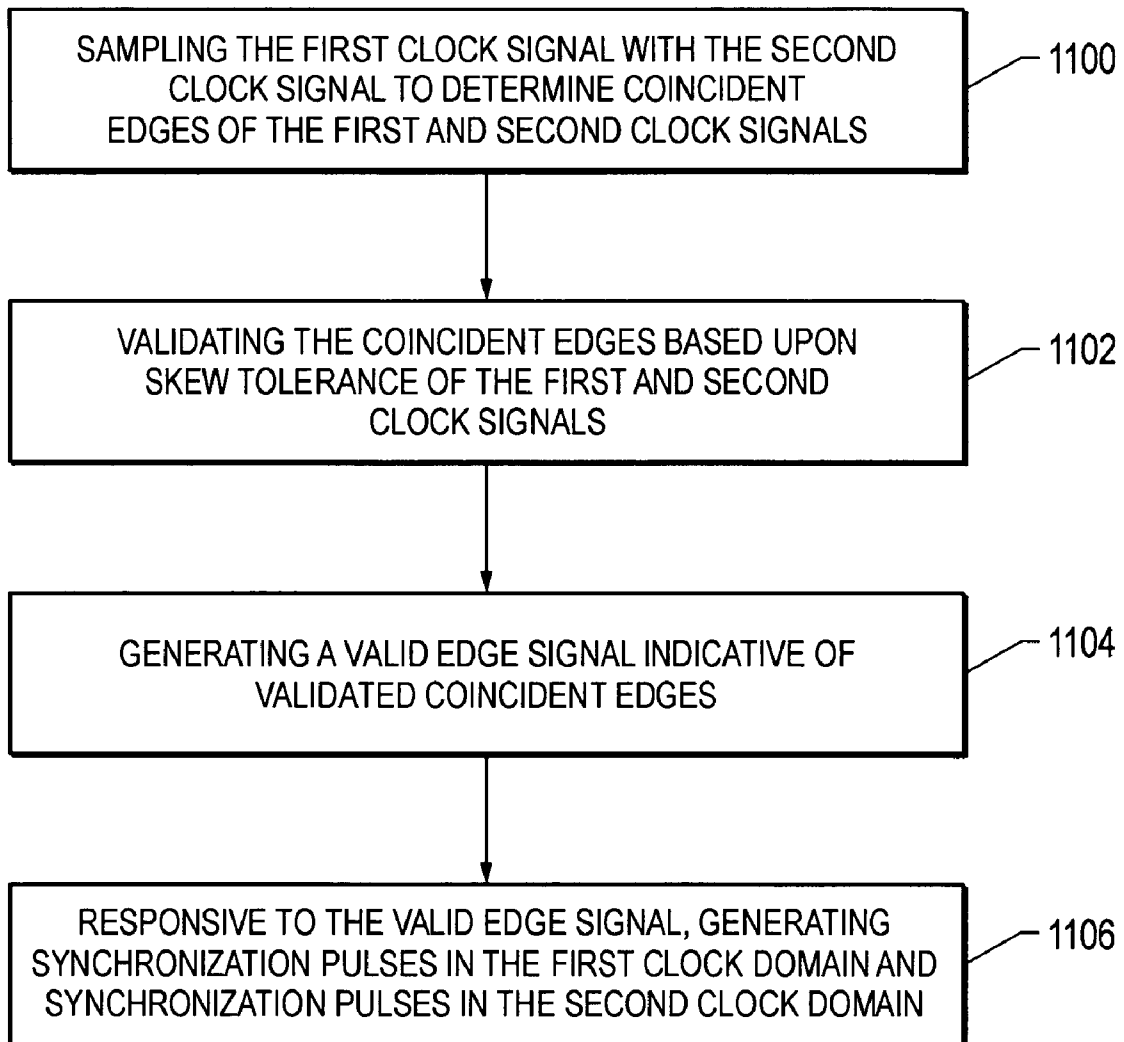 SAMPLING THE FIRST CLOCK SIGNAL WITH THE SECOND
CLOCK SIGNAL TO DETERMINE COINCIDENT
EDGES OF THE FIRST AND SECOND CLOCK SIGNALS
1100
VALIDATING THE COINCIDENT EDGES BASED UPON
SKEW TOLERANCE OF THE FIRST AND SECOND
CLOCK SIGNALS
1102
GENERATING A VALID EDGE SIGNAL INDICATIVE OF
VALIDATED COINCIDENT EDGES
1104
RESPONSIVE TO THE VALID EDGE SIGNAL, GENERATING
SYNCHRONIZATION PULSES IN THE FIRST CLOCK DOMAIN AND
SYNCHRONIZATION PULSES IN THE SECOND CLOCK DOMAIN
1106